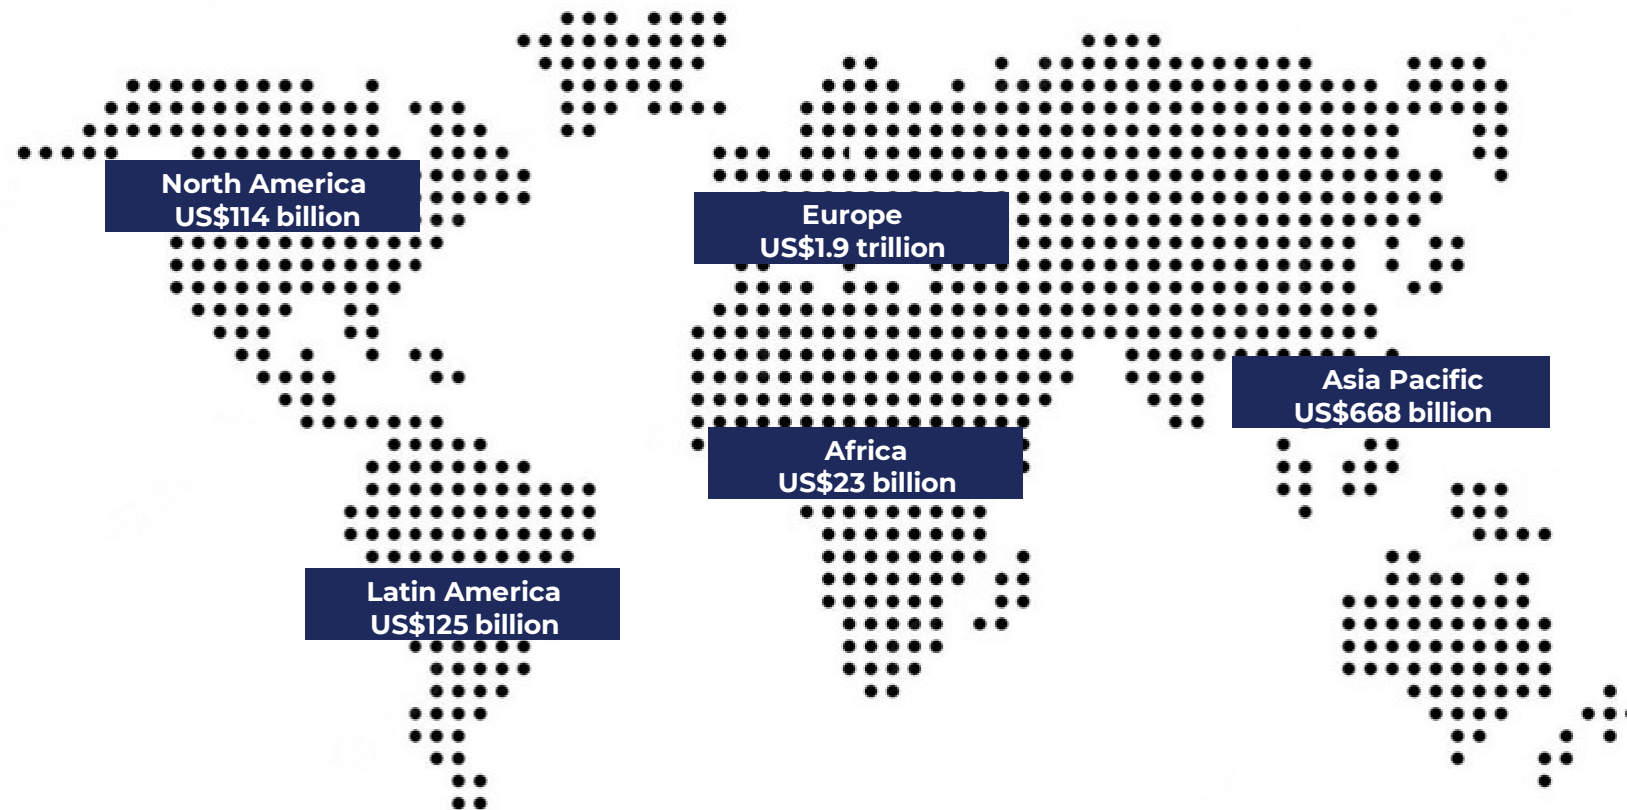 North America
US$114 billion
Europe
US$1.9 trillion
Asia Pacific
US$668 billion
Africa
US$23 billion
Latin America
US$125 billion